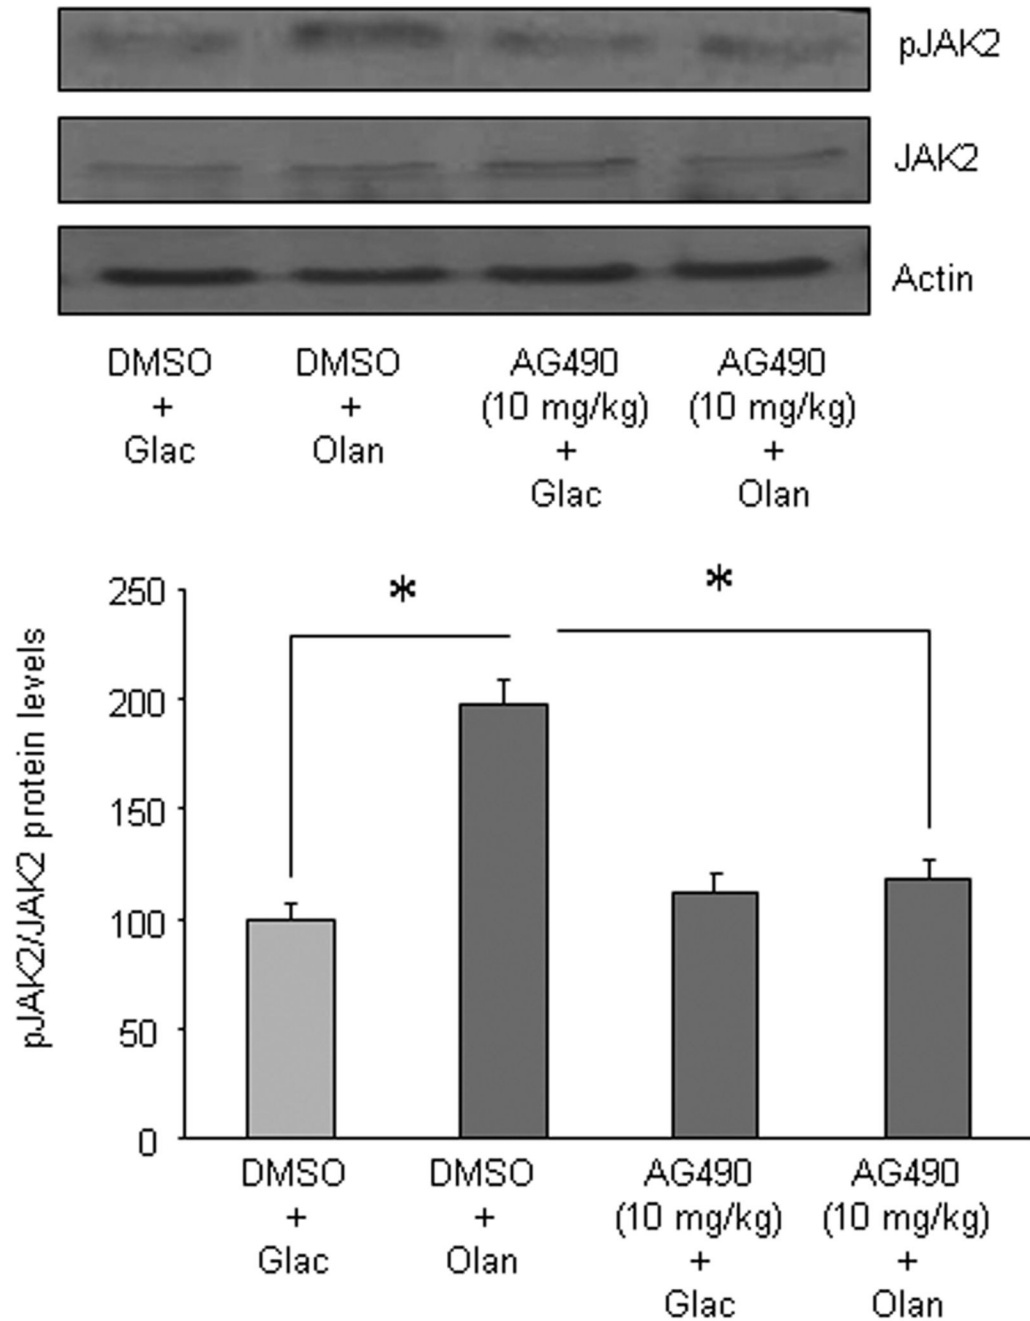 pJAK2
JAK2
Actin
DMSO DMSO AG490 AG490
+ + (10 mg/kg) (10 mg/kg)
Glac Olan + +
Glac Olan
* *
250
200
150
100
50
0
pJAK2/JAK2 protein levels
DMSO DMSO AG490 AG490
+ + (10 mg/kg) (10 mg/kg)
Glac Olan + +
Glac Olan